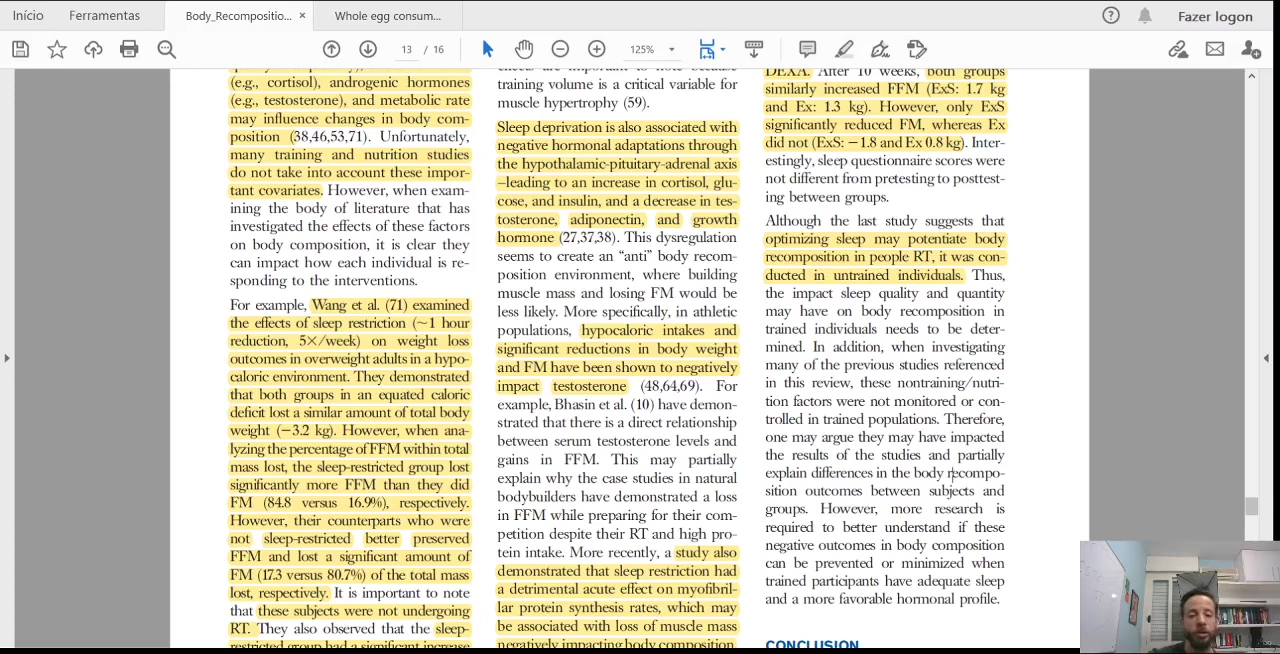 Início
Ferramentas
Body_Recompositio...
×
Whole egg consum...
Fazer logon
13 / 16
125%
(e.g., cortisol), androgenic hormones
(e.g., testosterone), and metabolic rate
may influence changes in body com-
position (38,46,53,71). Unfortunately,
many training and nutrition studies
do not take into account these impor-
tant covariates. However, when exam-
ining the body of literature that has
investigated the effects of these factors
on body composition, it is clear they
can impact how each individual is re-
sponding to the interventions.
For example, Wang et al. (71) examined
the effects of sleep restriction (~1 hour
reduction, 5×/week) on weight loss
outcomes in overweight adults in a hypo-
caloric environment. They demonstrated
that both groups in an equated caloric
deficit lost a similar amount of total body
weight (−3.2 kg). However, when ana-
lyzing the percentage of FFM within total
mass lost, the sleep-restricted group lost
significantly more FFM than they did
FM (84.8 versus 16.9%), respectively.
However, their counterparts who were
not sleep-restricted better preserved
FFM and lost a significant amount of
FM (17.3 versus 80.7%) of the total mass
lost, respectively. It is important to note
that these subjects were not undergoing
RT. They also observed that the sleep-
restricted group had a significant increase
effects are important to note because
training volume is a critical variable for
muscle hypertrophy (59).
Sleep deprivation is also associated with
negative hormonal adaptations through
the hypothalamic-pituitary-adrenal axis
–leading to an increase in cortisol, glu-
cose, and insulin, and a decrease in tes-
tosterone, adiponectin, and growth
hormone (27,37,38). This dysregulation
seems to create an “anti” body recom-
position environment, where building
muscle mass and losing FM would be
less likely. More specifically, in athletic
populations, hypocaloric intakes and
significant reductions in body weight
and FM have been shown to negatively
impact testosterone (48,64,69). For
example, Bhasin et al. (10) have demon-
strated that there is a direct relationship
between serum testosterone levels and
gains in FFM. This may partially
explain why the case studies in natural
bodybuilders have demonstrated a loss
in FFM while preparing for their com-
petition despite their RT and high pro-
tein intake. More recently, a study also
demonstrated that sleep restriction had
a detrimental acute effect on myofibril-
lar protein synthesis rates, which may
be associated with loss of muscle mass
negatively impacting body composition.
DEXA. After 10 weeks, both groups
similarly increased FFM (ExS: 1.7 kg
and Ex: 1.3 kg). However, only ExS
significantly reduced FM, whereas Ex
did not (ExS: −1.8 and Ex 0.8 kg). Inter-
estingly, sleep questionnaire scores were
not different from pretesting to posttest-
ing between groups.
Although the last study suggests that
optimizing sleep may potentiate body
recomposition in people RT, it was con-
ducted in untrained individuals. Thus,
the impact sleep quality and quantity
may have on body recomposition in
trained individuals needs to be deter-
mined. In addition, when investigating
many of the previous studies referenced
in this review, these nontraining/nutri-
tion factors were not monitored or con-
trolled in trained populations. Therefore,
one may argue they may have impacted
the results of the studies and partially
explain differences in the body recompo-
sition outcomes between subjects and
groups. However, more research is
required to better understand if these
negative outcomes in body composition
can be prevented or minimized when
trained participants have adequate sleep
and a more favorable hormonal profile.
CONCLUSION